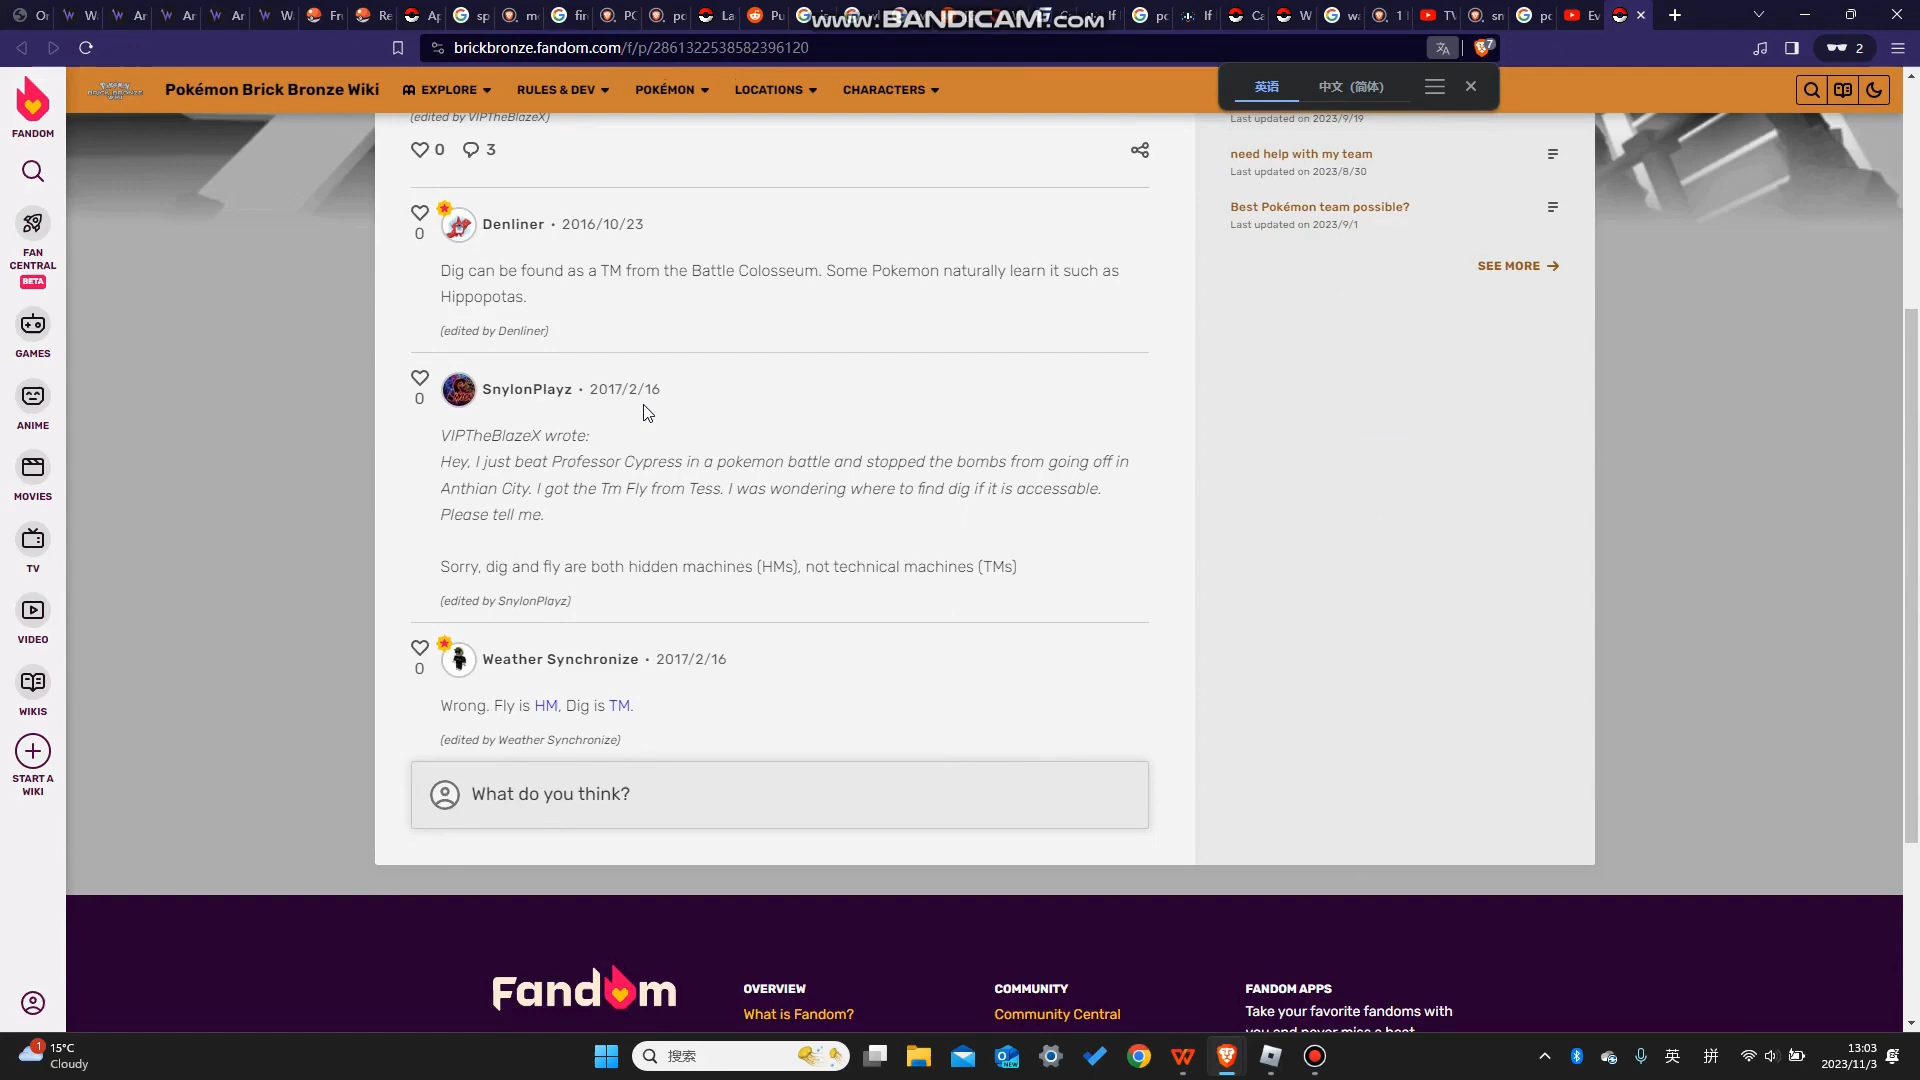 www.BANDICAM.com
brickbronze.fandom.com/f/p/2861322538582396120
7
2
FANDOM
Pokémon Brick Bronze Wiki
EXPLORE
RULES & DEV
POKÉMON
LOCATIONS
CHARACTERS
英语
中文 (简体)
(edited by VIPTheBlazeX)
0
3
Last updated on 2023/9/19
need help with my team
Last updated on 2023/8/30
Best Pokémon team possible?
Last updated on 2023/9/1
SEE MORE
0
Denliner • 2016/10/23
Dig can be found as a TM from the Battle Colosseum. Some Pokemon naturally learn it such as
Hippopotas.
(edited by Denliner)
0
SnylonPlayz • 2017/2/16
VIPTheBlazeX wrote:
Hey, I just beat Professor Cypress in a pokemon battle and stopped the bombs from going off in
Anthian City. I got the Tm Fly from Tess. I was wondering where to find dig if it is accessable.
Please tell me.
Sorry, dig and fly are both hidden machines (HMs), not technical machines (TMs)
(edited by SnylonPlayz)
0
Weather Synchronize • 2017/2/16
Wrong. Fly is HM, Dig is TM.
(edited by Weather Synchronize)
What do you think?
FAN
CENTRAL
BETA
GAMES
ANIME
MOVIES
TV
VIDEO
WIKIS
START A
WIKI
Fandom
OVERVIEW
What is Fandom?
COMMUNITY
Community Central
FANDOM APPS
Take your favorite fandoms with
you and never miss a beat
1
15°C
Cloudy
搜索
英
拼
13:03
2023/11/3